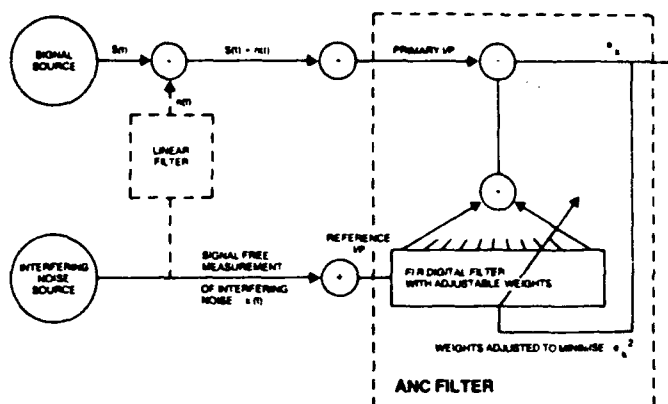 SIGNAL
SOURCE
S(t)
S(t) + n(t)
PRIMARY I/P
e k
n(t)
LINEAR
FILTER
REFERENCE
I/P
INTERFERING
NOISE
SOURCE
SIGNAL FREE
MEASUREMENT
OF INTERFERING
NOISE x (t)
F I R DIGITAL FILTER
WITH ADJUSTABLE WEIGHTS
WEIGHTS ADJUSTED TO MINIMISE e k 2
ANC FILTER